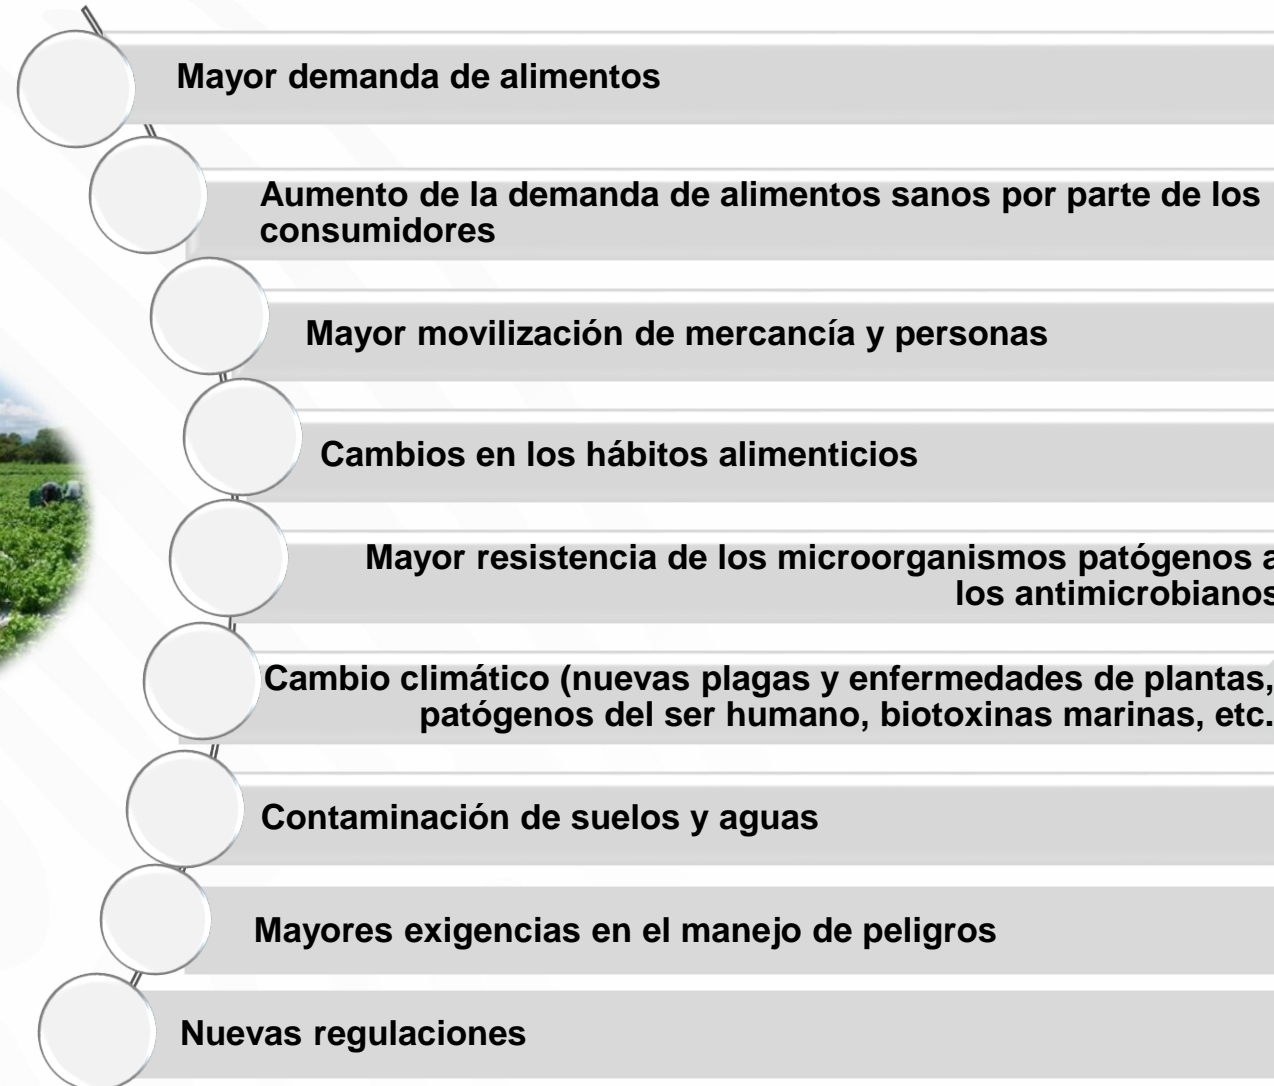 Mayor demanda de alimentos
Aumento de la demanda de alimentos sanos por parte de los
consumidores
Mayor movilización de mercancía y personas
Cambios en los hábitos alimenticios
Mayor resistencia de los microorganismos patógenos a
los antimicrobianos
Cambio climático (nuevas plagas y enfermedades de plantas,
patógenos del ser humano, biotoxinas marinas, etc.
Contaminación de suelos y aguas
Mayores exigencias en el manejo de peligros
Nuevas regulaciones